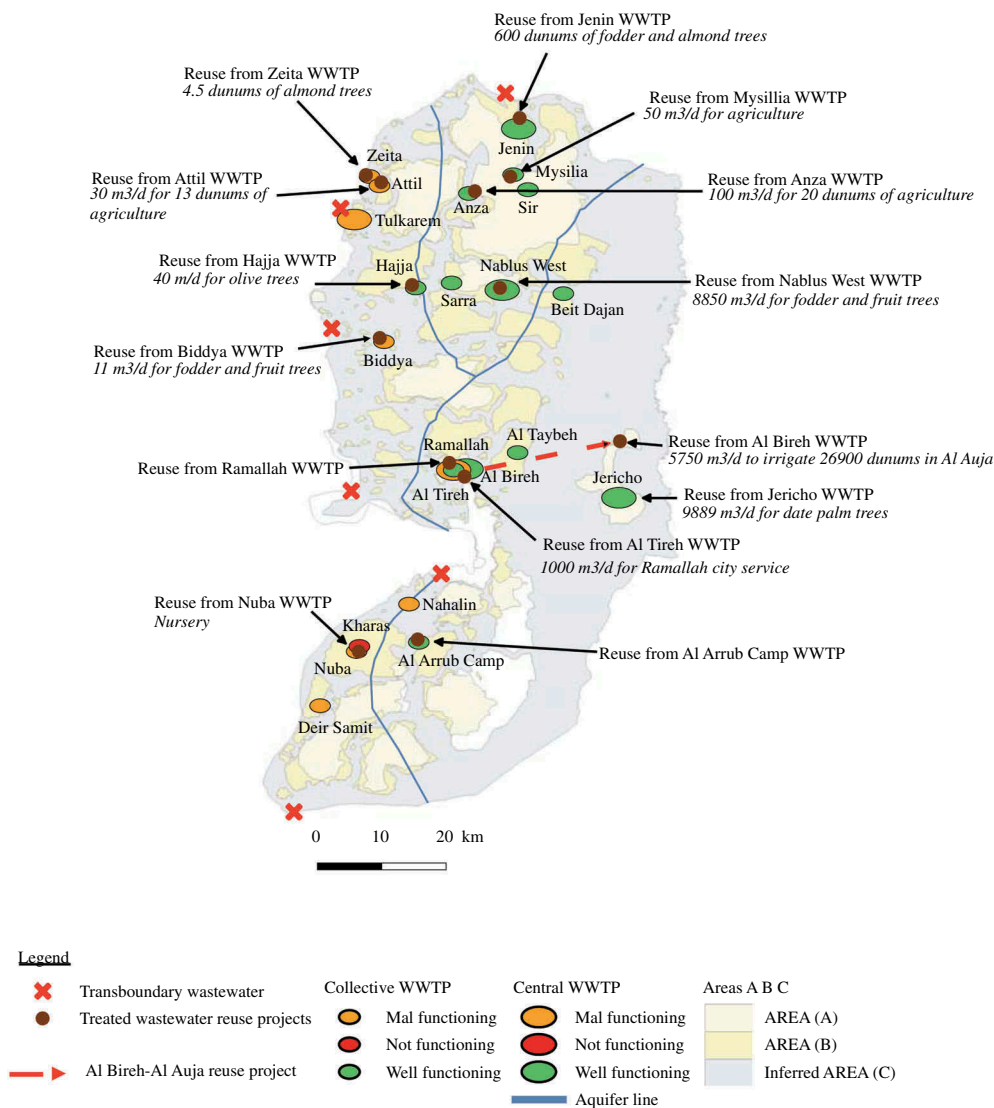 Reuse from Jenin WWTP
600 dunums of fodder and almond trees
Reuse from Zeita WWTP
4.5 dunums of almond trees
Reuse from Mysillia WWTP
50 m3/d for agriculture
Jenin
Zeita
Mysilia
Reuse from Attil WWTP
30 m3/d for 13 dunums of
agriculture
Attil
Reuse from Anza WWTP
100 m3/d for 20 dunums of agriculture
Anza
Sir
Tulkarem
Reuse from Hajja WWTP
40 m/d for olive trees
Hajja
Nablus West
Reuse from Nablus West WWTP
8850 m3/d for fodder and fruit trees
Sarra
Beit Dajan
Reuse from Biddya WWTP
11 m3/d for fodder and fruit trees
Biddya
Ramallah
Al Taybeh
Reuse from Al Bireh WWTP
5750 m3/d to irrigate 26900 dunums in Al Auja
Reuse from Ramallah WWTP
Al Bireh
Jericho
Al Tireh
Reuse from Jericho WWTP
9889 m3/d for date palm trees
Reuse from Al Tireh WWTP
1000 m3/d for Ramallah city service
Reuse from Nuba WWTP
Nursery
Nahalin
Kharas
Al Arrub Camp
Reuse from Al Arrub Camp WWTP
Nuba
Deir Samit
0 10 20 km
Legend
Transboundary wastewater
Treated wastewater reuse projects
Al Bireh-Al Auja reuse project
Collective WWTP
Mal functioning
Not functioning
Well functioning
Central WWTP
Mal functioning
Not functioning
Well functioning
Aquifer line
Areas A B C
AREA (A)
AREA (B)
Inferred AREA (C)